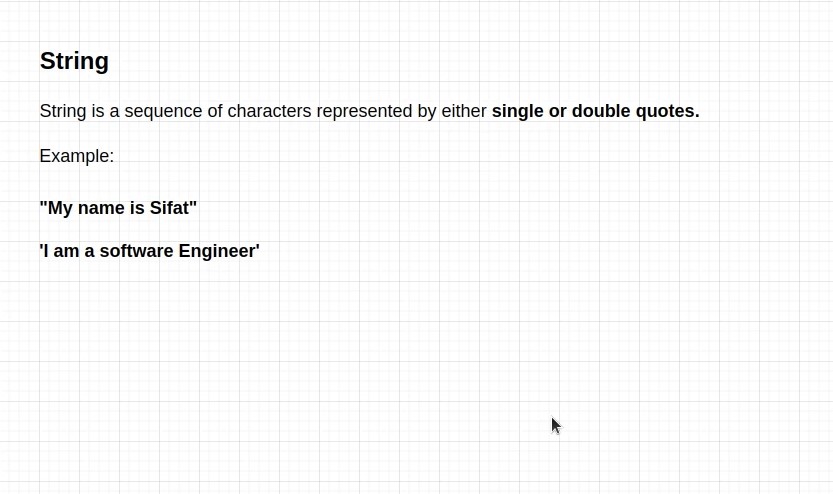 String
String is a sequence of characters represented by either single or double quotes.
Example:
"My name is Sifat"
'I am a software Engineer'